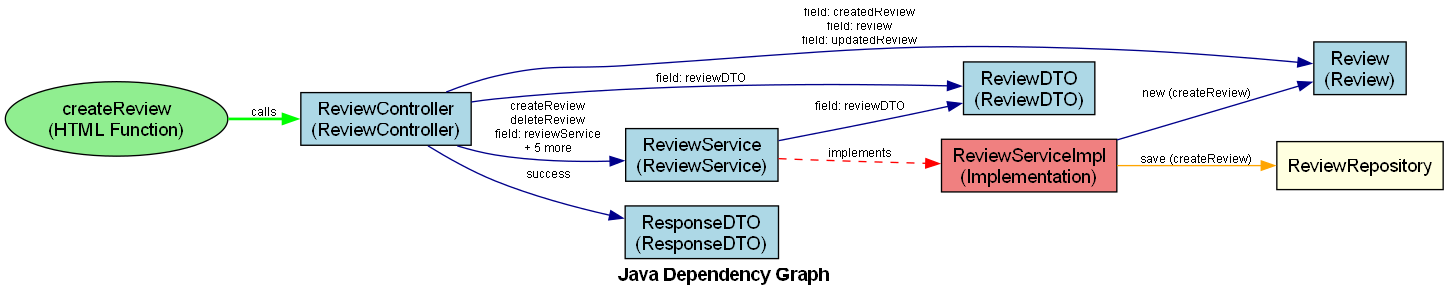 field: createdReview
field: review
field: updatedReview
Review
(Review)
ReviewDTO
(ReviewDTO)
field: reviewDTO
new (createReview)
createReview
(HTML Function)
calls
ReviewController
(ReviewController)
createReview
deleteReview
field: reviewService
+ 5 more
field: reviewDTO
ReviewService
(ReviewService)
implements
ReviewServiceImpl
(Implementation)
save (createReview)
ReviewRepository
success
ResponseDTO
(ResponseDTO)
Java Dependency Graph